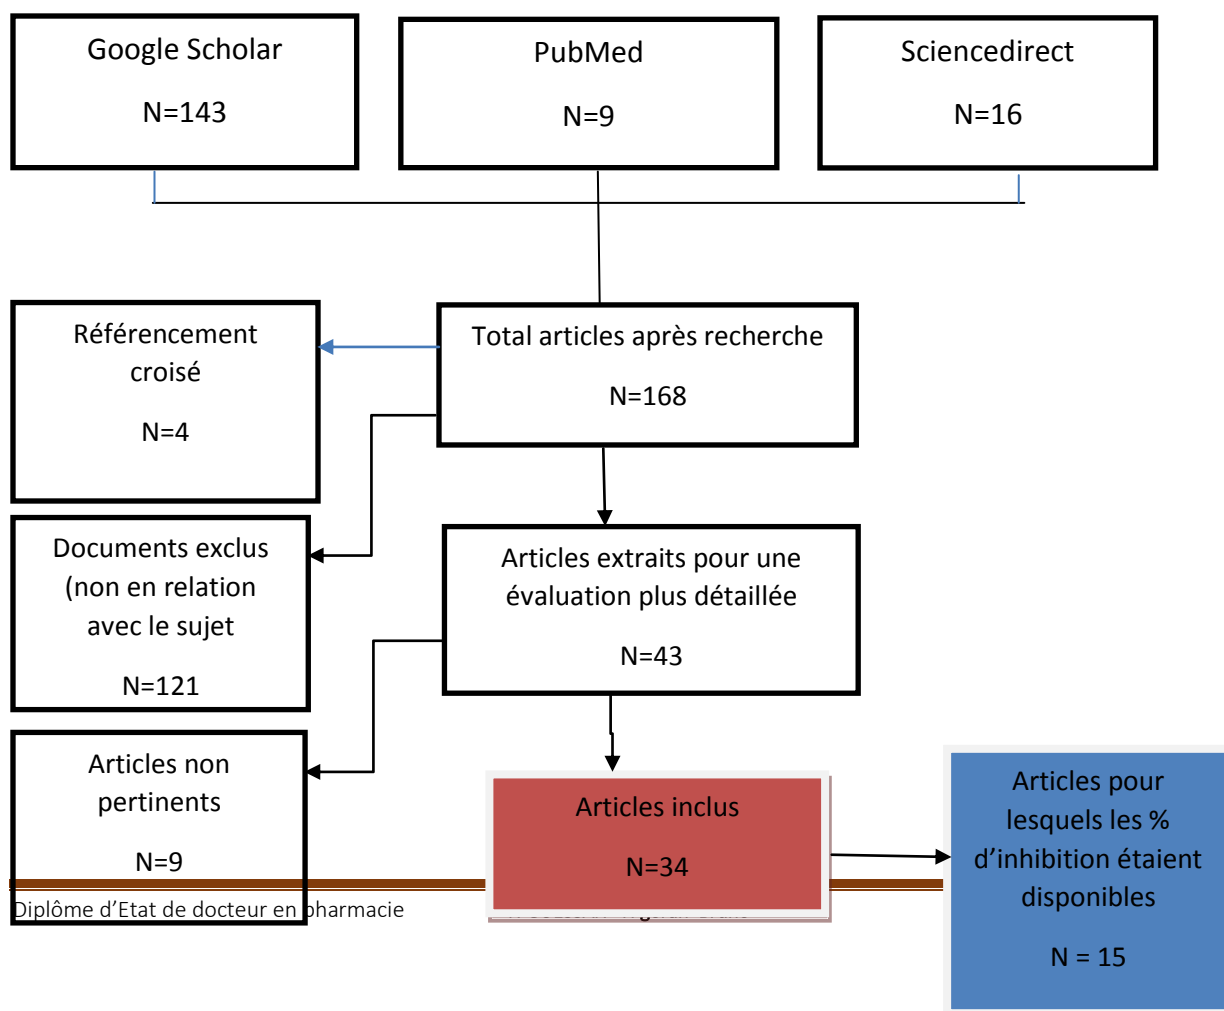 Google Scholar
N=143
PubMed
N=9
Sciencedirect
N=16
Référencement
croisé
N=4
Total articles après recherche
N=168
Documents exclus
(non en relation
avec le sujet
N=121
Articles extraits pour une
évaluation plus détaillée
N=43
Articles non
pertinents
N=9
Articles inclus
N=34
Articles pour
lesquels les %
d’inhibition étaient
disponibles
N = 15
Diplôme d’Etat de docteur en pharmacie